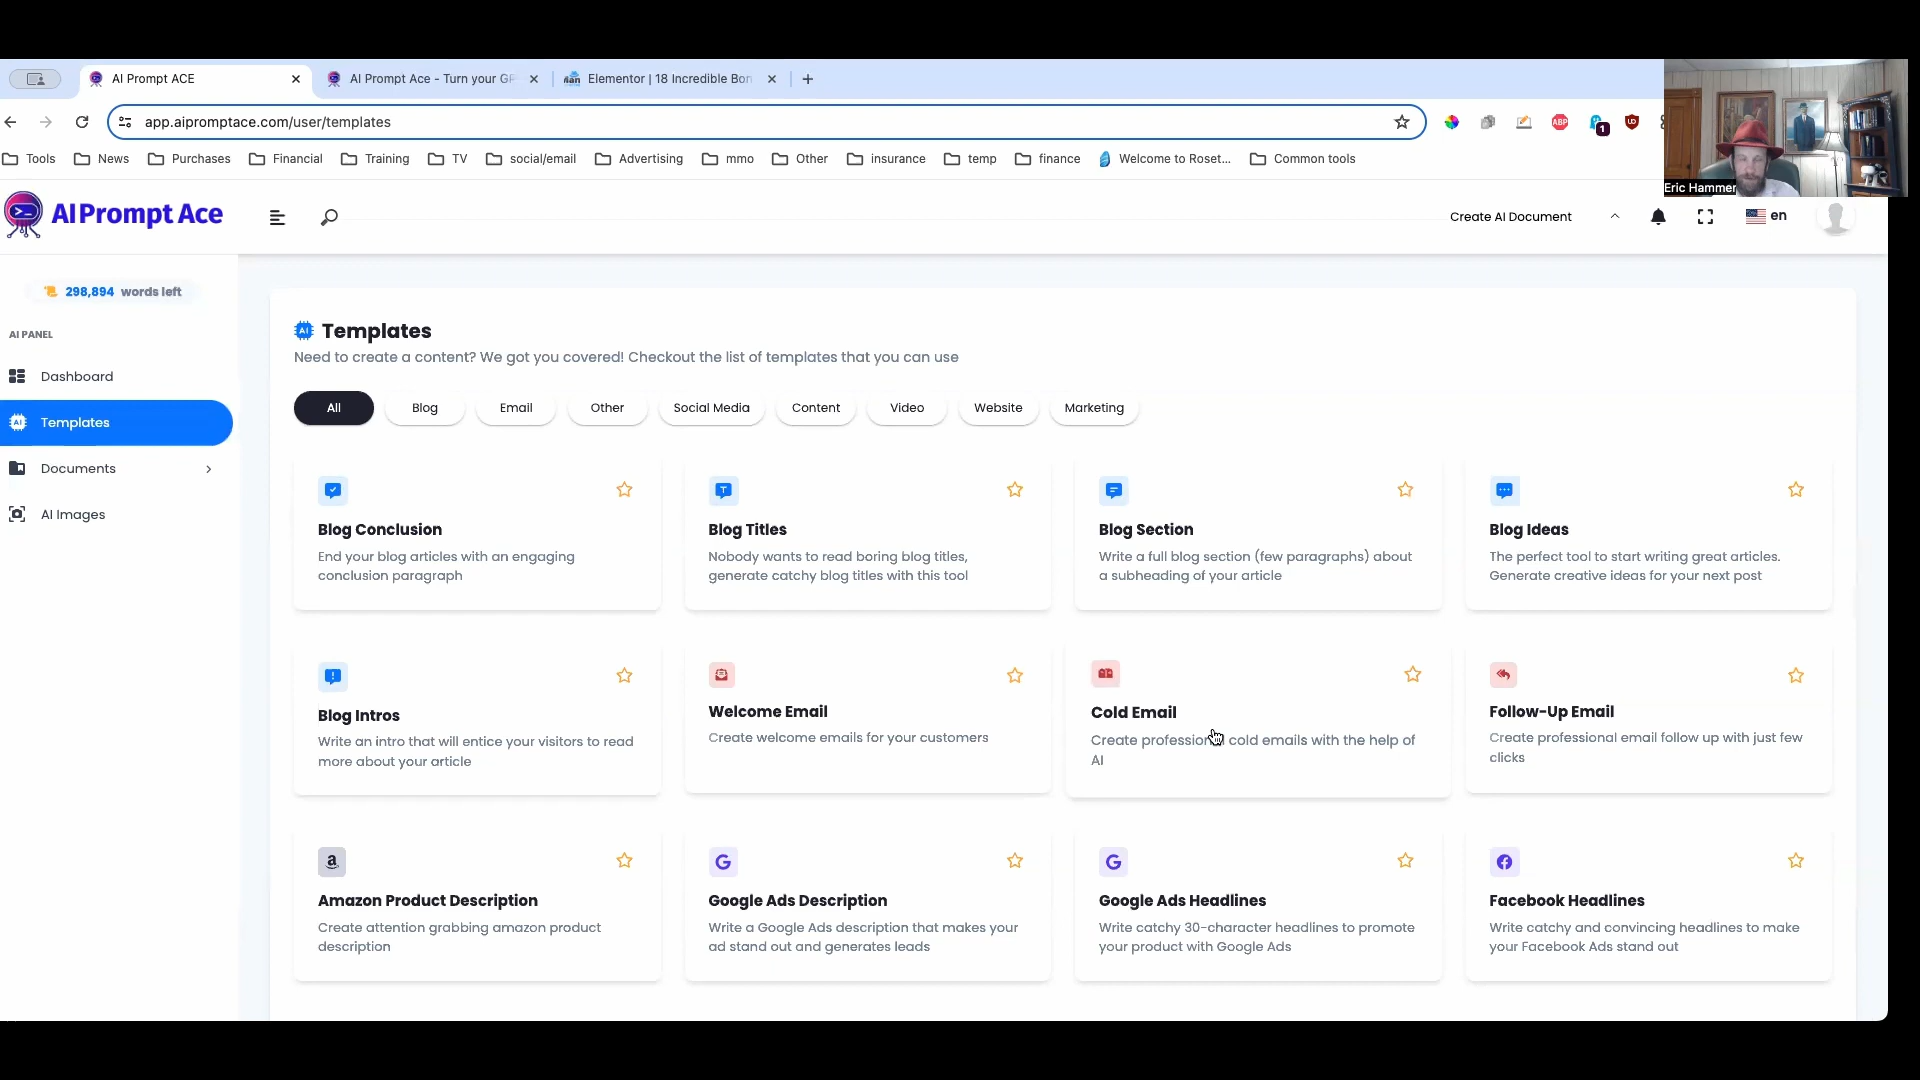 AI Prompt ACE
AI Prompt Ace - Turn your GP
Elementor | 18 Incredible Bon
app.aipromptace.com/user/templates
ABP
1
Tools
News
Purchases
Financial
Training
TV
social/email
Advertising
mmo
Other
insurance
temp
finance
Welcome to Roset...
Common tools
Eric Hammer
AI Prompt Ace
Create AI Document
en
298,894 words left
AI PANEL
Dashboard
Templates
Documents
AI Images
AI Templates
Need to create a content? We got you covered! Checkout the list of templates that you can use
All
Blog
Email
Other
Social Media
Content
Video
Website
Marketing
Blog Conclusion
End your blog articles with an engaging
conclusion paragraph
Blog Titles
Nobody wants to read boring blog titles,
generate catchy blog titles with this tool
Blog Section
Write a full blog section (few paragraphs) about
a subheading of your article
Blog Ideas
The perfect tool to start writing great articles.
Generate creative ideas for your next post
Blog Intros
Write an intro that will entice your visitors to read
more about your article
Welcome Email
Create welcome emails for your customers
Cold Email
Create professional cold emails with the help of
AI
Follow-Up Email
Create professional email follow up with just few
clicks
Amazon Product Description
Create attention grabbing amazon product
description
Google Ads Description
Write a Google Ads description that makes your
ad stand out and generates leads
Google Ads Headlines
Write catchy 30-character headlines to promote
your product with Google Ads
Facebook Headlines
Write catchy and convincing headlines to make
your Facebook Ads stand out